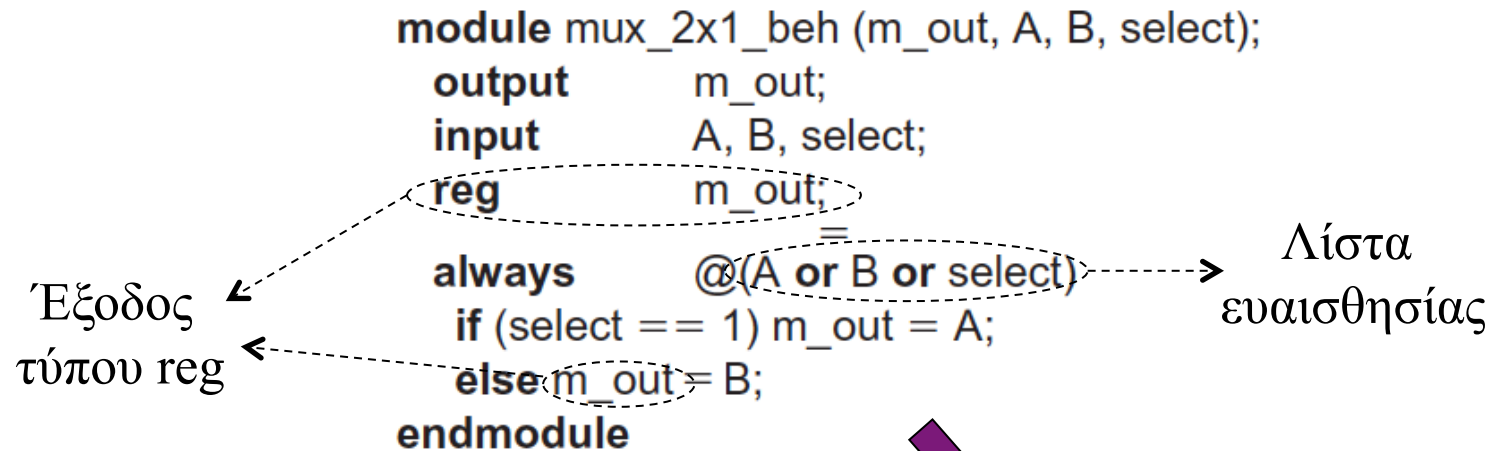 module mux_2x1_beh (m_out, A, B, select);
output m_out;
input A, B, select;
reg m_out;
=
always @(A or B or select)
if (select == 1) m_out = A;
else m_out = B;
endmodule
Έξοδος
τύπου reg
Λίστα
ευαισθησίας